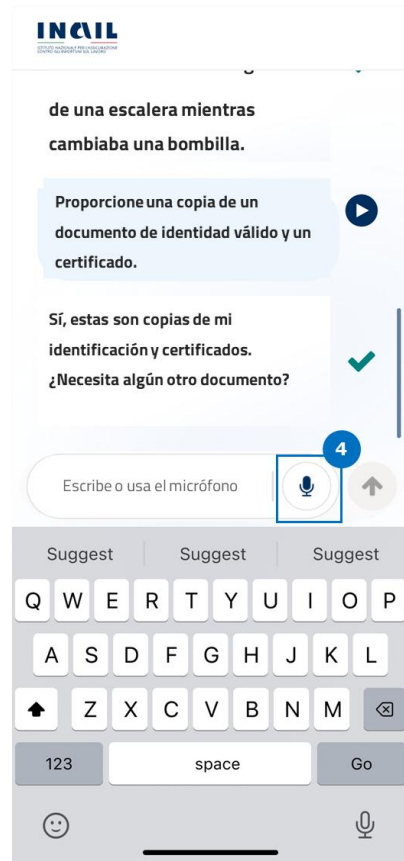 INAIL
ISTITUTO NAZIONALE PER L'ASSICURAZIONE
CONTRO GLI INFORTUNI SUL LAVORO
de una escalera mientras
cambiaba una bombilla.
Proporcione una copia de un
documento de identidad válido y un
certificado.
Sí, estas son copias de mi
identificación y certificados.
¿Necesita algún otro documento?
4
Escribe o usa el micrófono
Suggest Suggest Suggest
Q W E R T Y U I O P
A S D F G H J K L
Z X C V B N M
123 space Go